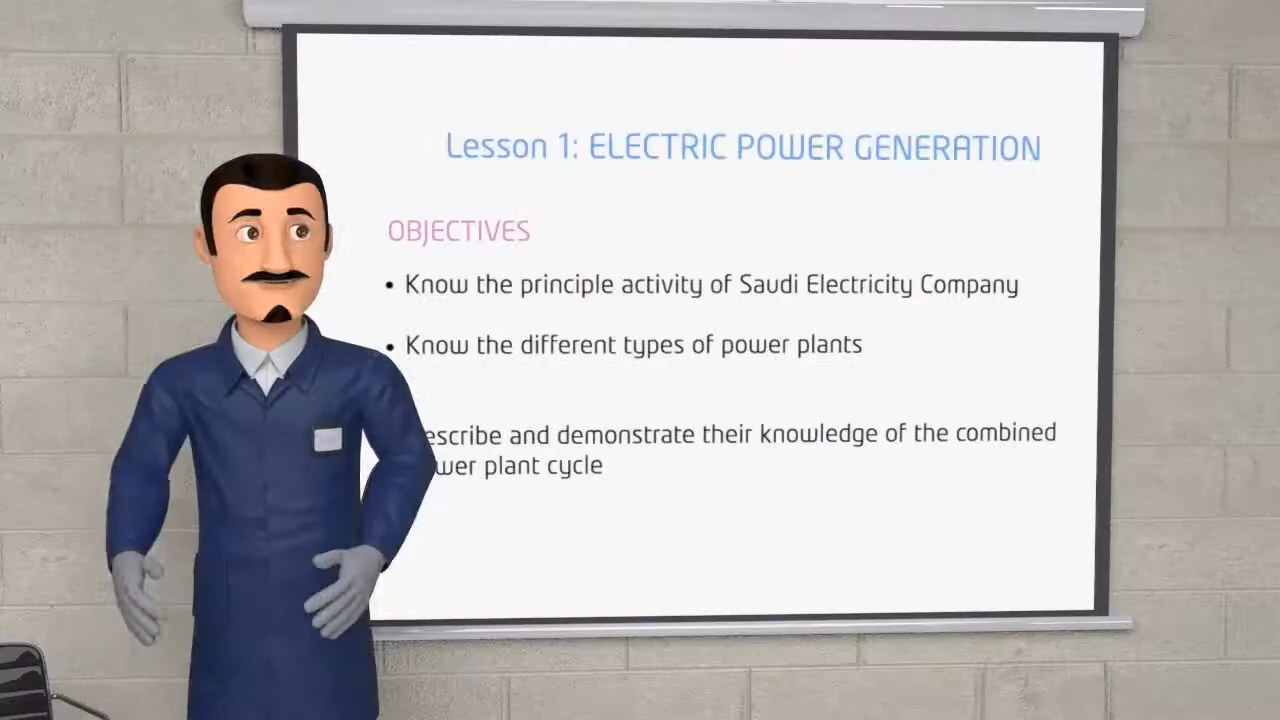 Lesson 1: ELECTRIC POWER GENERATION
OBJECTIVES
• Know the principle activity of Saudi Electricity Company
• Know the different types of power plants
escribe and demonstrate their knowledge of the combined
wer plant cycle